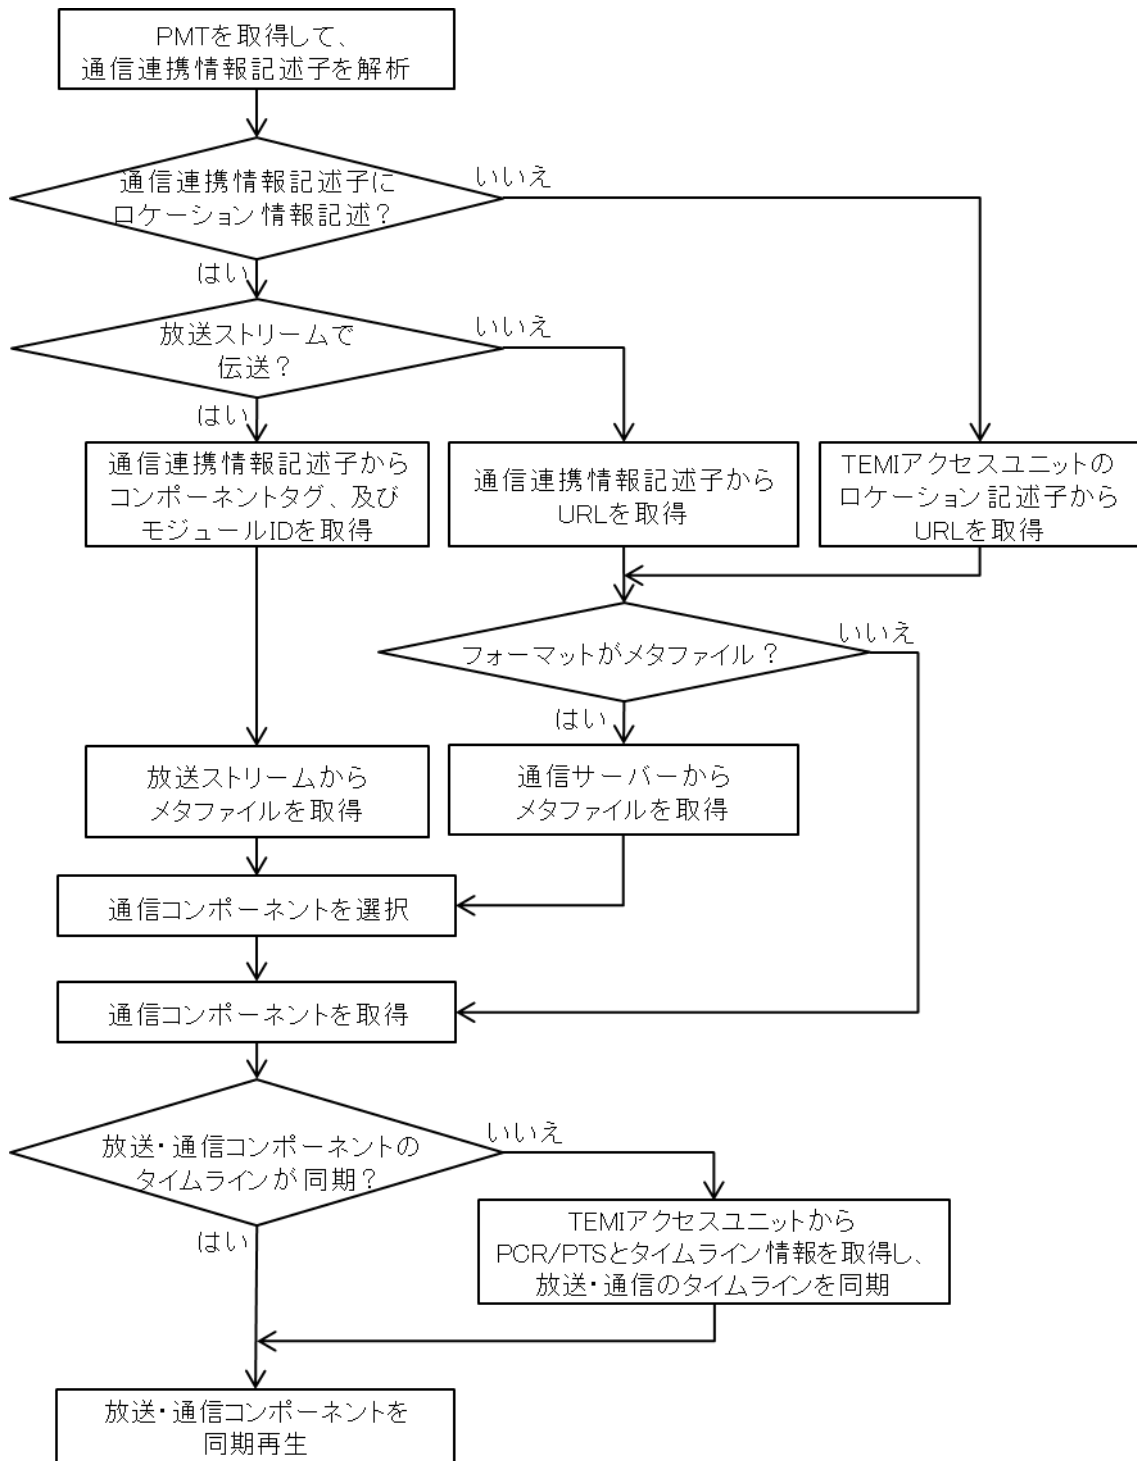 PMTを取得して、
通信連携情報記述子を解析
通信連携情報記述子に
ロケーション情報記述？
いいえ
はい
放送ストリームで
伝送？
いいえ
はい
通信連携情報記述子から
コンポーネントタグ、及び
モジュールIDを取得
通信連携情報記述子から
URLを取得
TEMIアクセスユニットの
ロケーション記述子から
URLを取得
フォーマットがメタファイル？
いいえ
はい
放送ストリームから
メタファイルを取得
通信サーバーから
メタファイルを取得
通信コンポーネントを選択
通信コンポーネントを取得
放送・通信コンポーネントの
タイムラインが同期？
いいえ
はい
TEMIアクセスユニットから
PCR/PTSとタイムライン情報を取得し、
放送・通信のタイムラインを同期
放送・通信コンポーネントを
同期再生